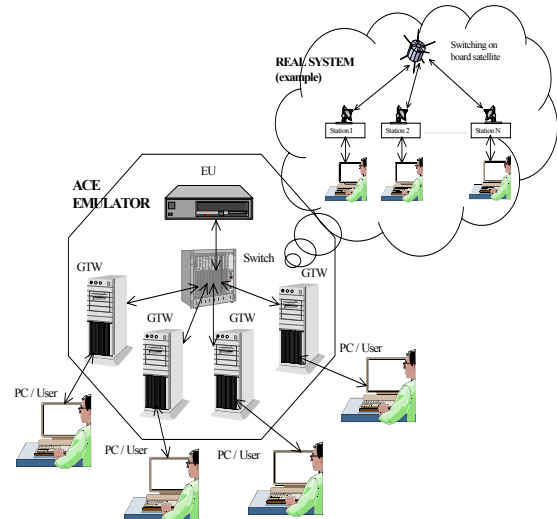 REAL SYSTEM
(example)
Switching on
board satellite
Station 1
Station 2
Station N
ACE
EMULATOR
EU
Switch
GTW
GTW
GTW
GTW
PC / User
PC / User
PC / User
PC / User